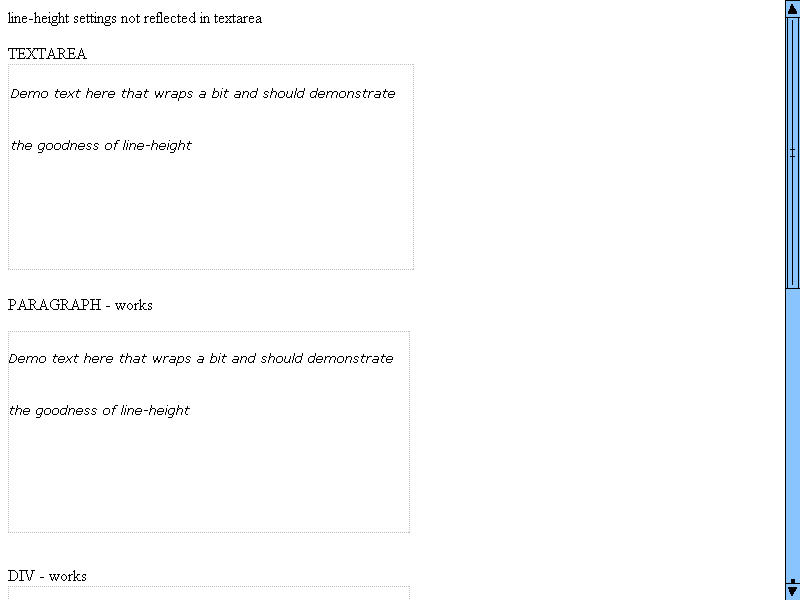 line-height settings not reflected in textarea
TEXTAREA
Demo text here that wraps a bit and should demonstrate
the goodness of line-height
PARAGRAPH - works
Demo text here that wraps a bit and should demonstrate
the goodness of line-height
DIV - works